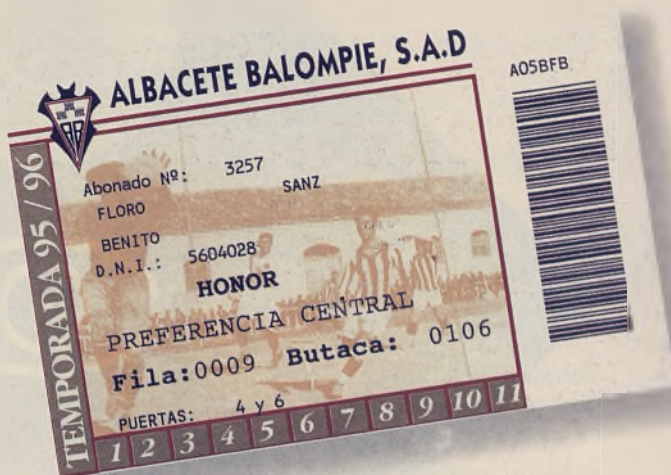 ALBACETE BALOMPIE, S.A.D
A05BFB
TEMPORADA 95 / 96
Abonado Nº: 3257
FLORO SANZ
BENITO
D.N.I.: 5604028
HONOR
PREFERENCIA CENTRAL
Fila:0009 Butaca: 0106
PUERTAS: 4 y 6
1 2 3 4 5 6 7 8 9 10 11